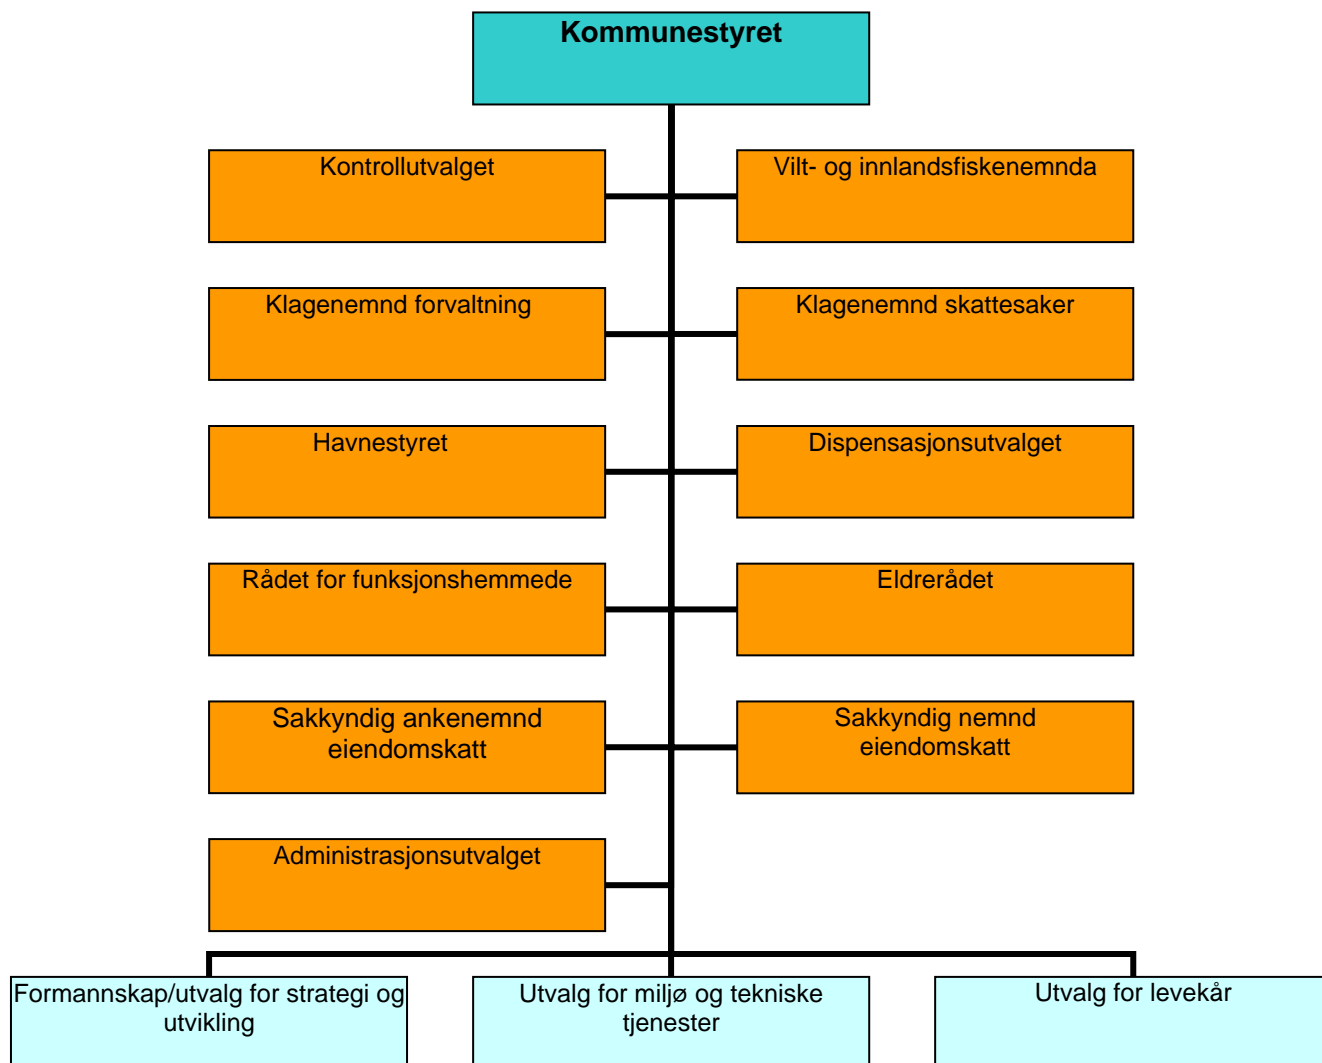 Kommunestyret
Kontrollutvalget
Vilt- og innlandsfiskenemnda
Klagenemnd forvaltning
Klagenemnd skattesaker
Havnestyret
Dispensasjonsutvalget
Rådet for funksjonshemmede
Eldrerådet
Sakkyndig ankenemnd
eiendomskatt
Sakkyndig nemnd
eiendomskatt
Administrasjonsutvalget
Formannskap/utvalg for strategi og
utvikling
Utvalg for miljø og tekniske
tjenester
Utvalg for levekår